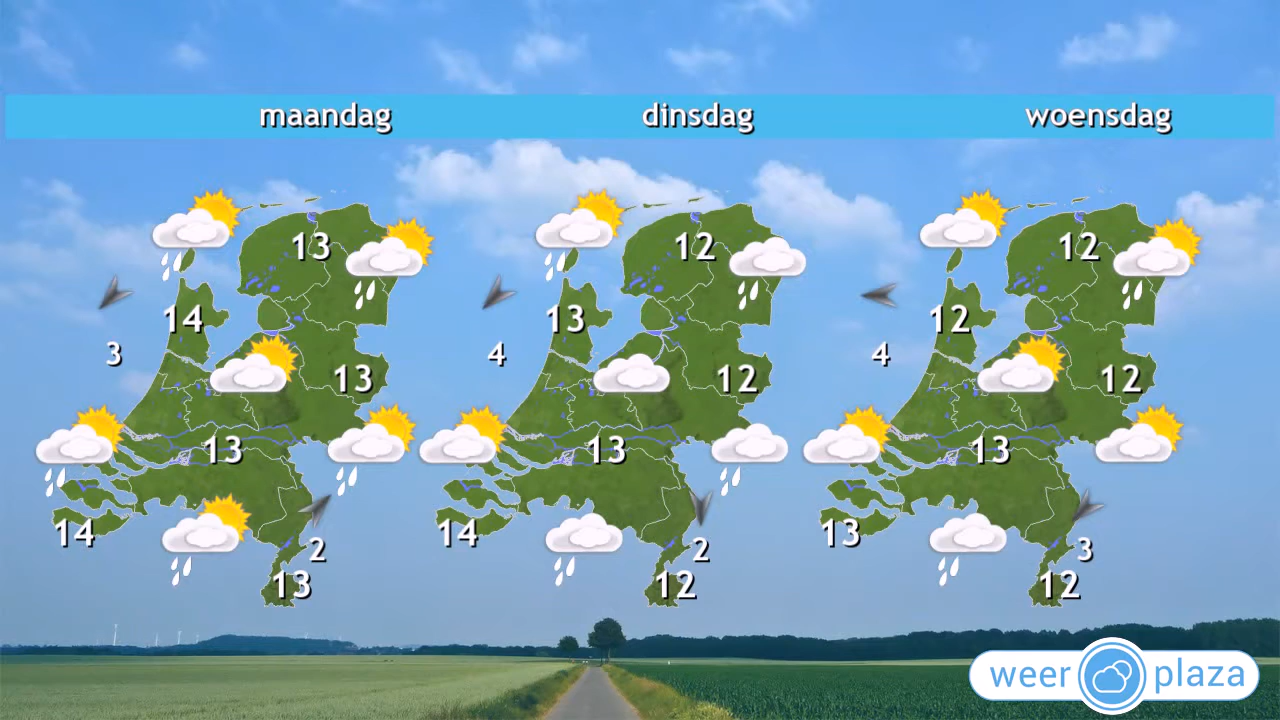 maandag dinsdag woensdag
13 12 12
14 13 12
3 4 4
13 12 12
13 13 13
14 14 13
2 2 3
13 12 12
weer plaza